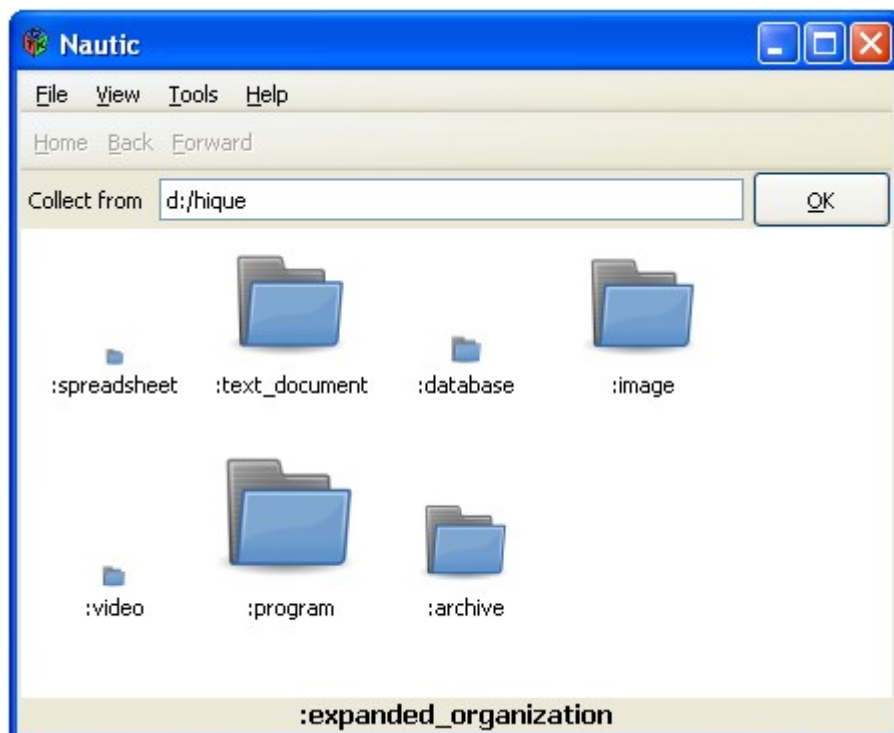 Nautic
File View Tools Help
Home Back Forward
Collect from d:/hique OK
:spreadsheet :text_document :database :image
:video :program :archive
:expanded_organization